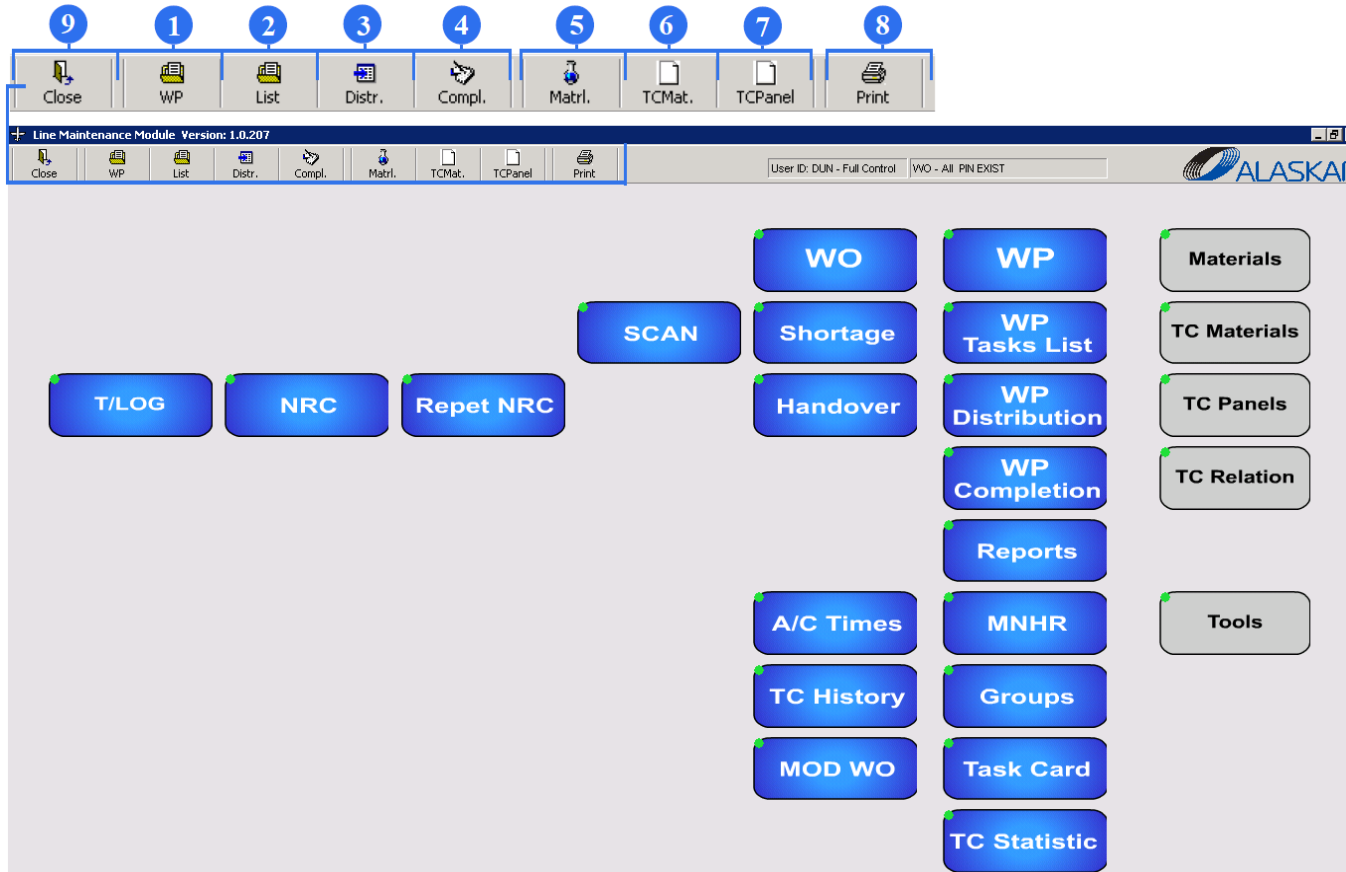 9 1 2 3 4 5 6 7 8
Close WP List Distr. Compl. Matrl. TCMat. TCPanel Print
Line Maintenance Module Version: 1.0.207
Close WP List Distr. Compl. Matrl. TCMat. TCPanel Print User ID: DUN - Full Control WO - All PIN EXIST ALASKAR
WO WP Materials
SCAN Shortage WP
Tasks List TC Materials
T/LOG NRC Repet NRC Handover WP
Distribution TC Panels
WP
Completion TC Relation
Reports
A/C Times MNHR Tools
TC History Groups
MOD WO Task Card
TC Statistic